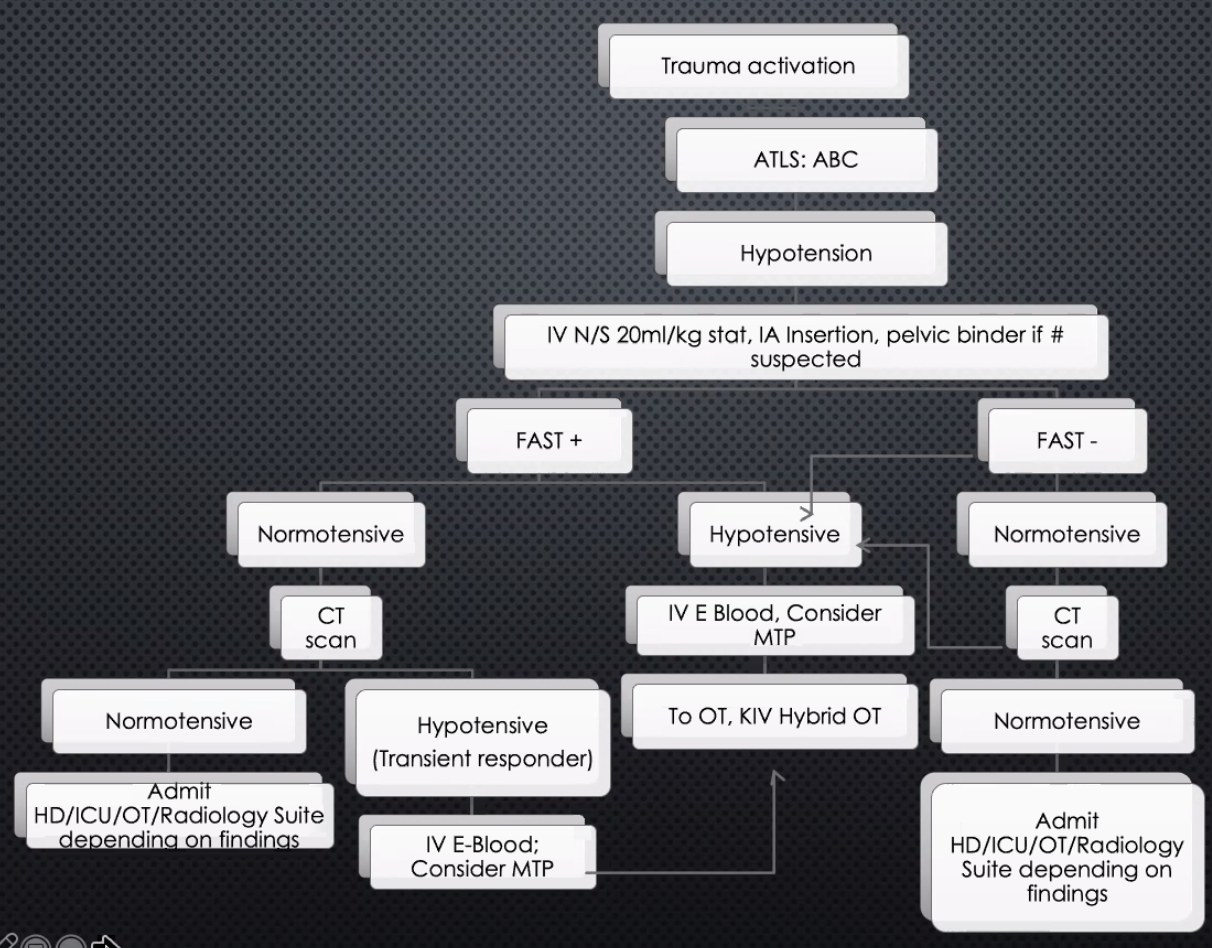 Trauma activation
ATLS: ABC
Hypotension
IV N/S 20ml/kg stat, IA Insertion, pelvic binder if #
suspected
FAST +
FAST -
Normotensive
Hypotensive
Normotensive
CT
scan
IV E Blood, Consider
MTP
CT
scan
Normotensive
Hypotensive
(Transient responder)
To OT, KIV Hybrid OT
Normotensive
Admit
HD/ICU/OT/Radiology Suite
depending on findings
IV E-Blood;
Consider MTP
Admit
HD/ICU/OT/Radiology
Suite depending on
findings